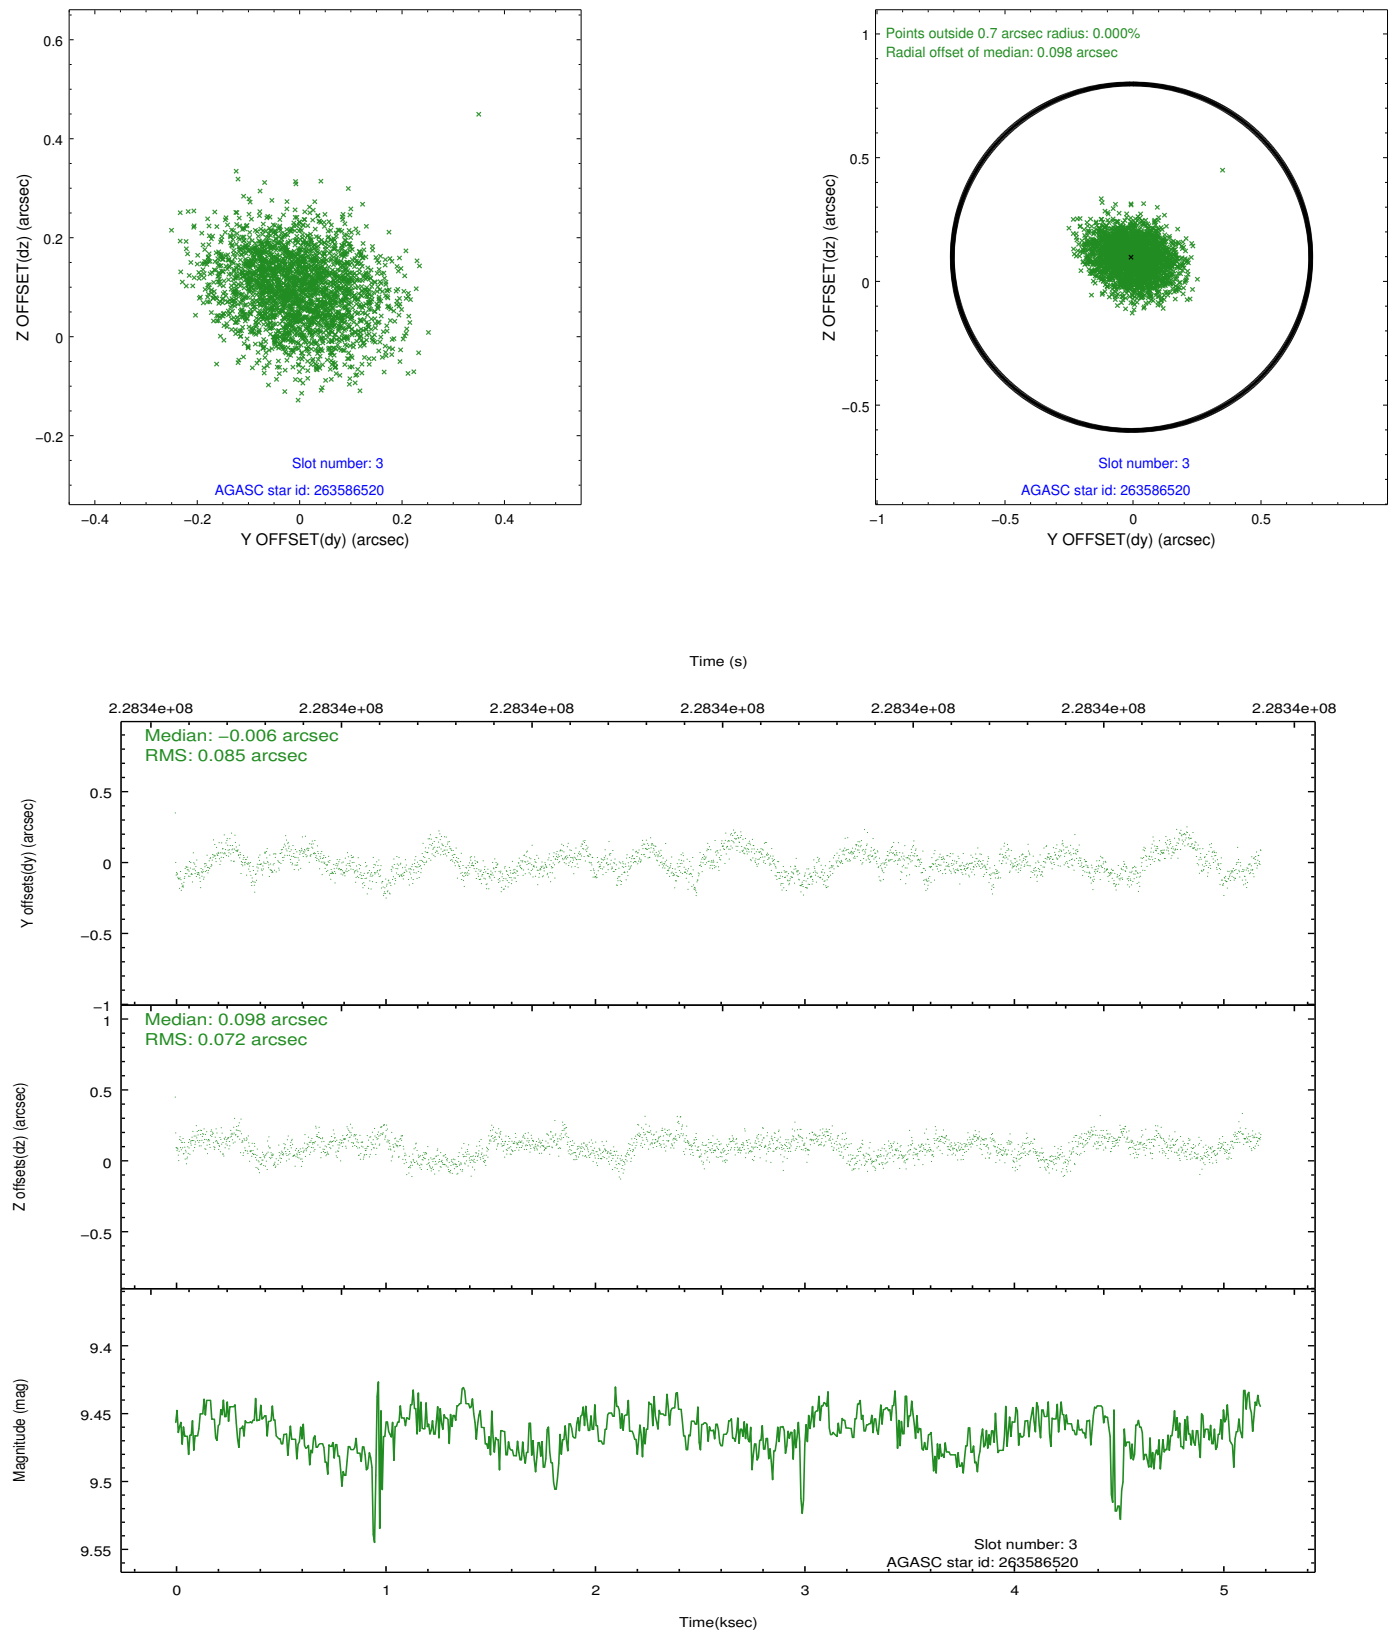 0.6
0.4
0.2
0
−0.2
Z OFFSET(dz) (arcsec)
Slot number: 3
AGASC star id: 263586520
−0.4
−0.2
0
0.2
0.4
Y OFFSET(dy) (arcsec)
Points outside 0.7 arcsec radius: 0.000%
Radial offset of median: 0.098 arcsec
1
0.5
0
−0.5
Z OFFSET(dz) (arcsec)
Slot number: 3
AGASC star id: 263586520
−1
−0.5
0
0.5
Y OFFSET(dy) (arcsec)
Time (s)
2.2834e+08 2.2834e+08 2.2834e+08 2.2834e+08 2.2834e+08 2.2834e+08 2.2834e+08
Median: −0.006 arcsec
RMS: 0.085 arcsec
0.5
0
−0.5
−1
Y offsets(dy) (arcsec)
Median: 0.098 arcsec
RMS: 0.072 arcsec
1
0.5
0
−0.5
Z offsets(dz) (arcsec)
9.4
9.45
9.5
9.55
Magnitude (mag)
Slot number: 3
AGASC star id: 263586520
0 1 2 3 4 5
Time(ksec)